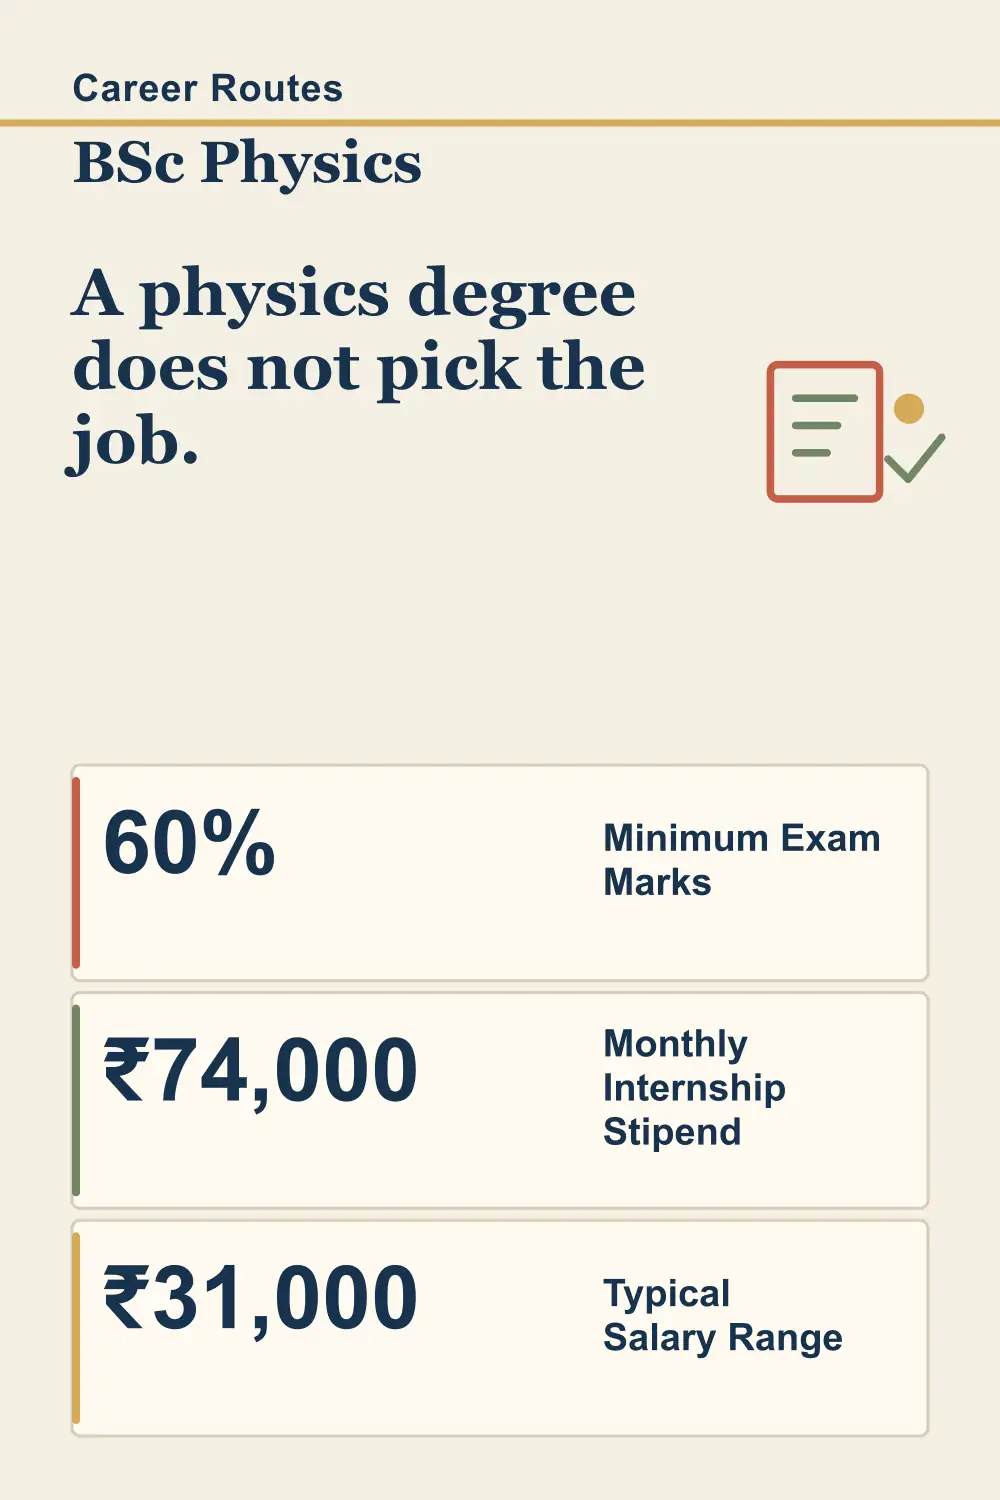 Career Routes
BSc Physics
A physics degree
does not pick the
job.
60%
Minimum Exam
Marks
₹74,000
Monthly
Internship
Stipend
₹31,000
Typical
Salary Range